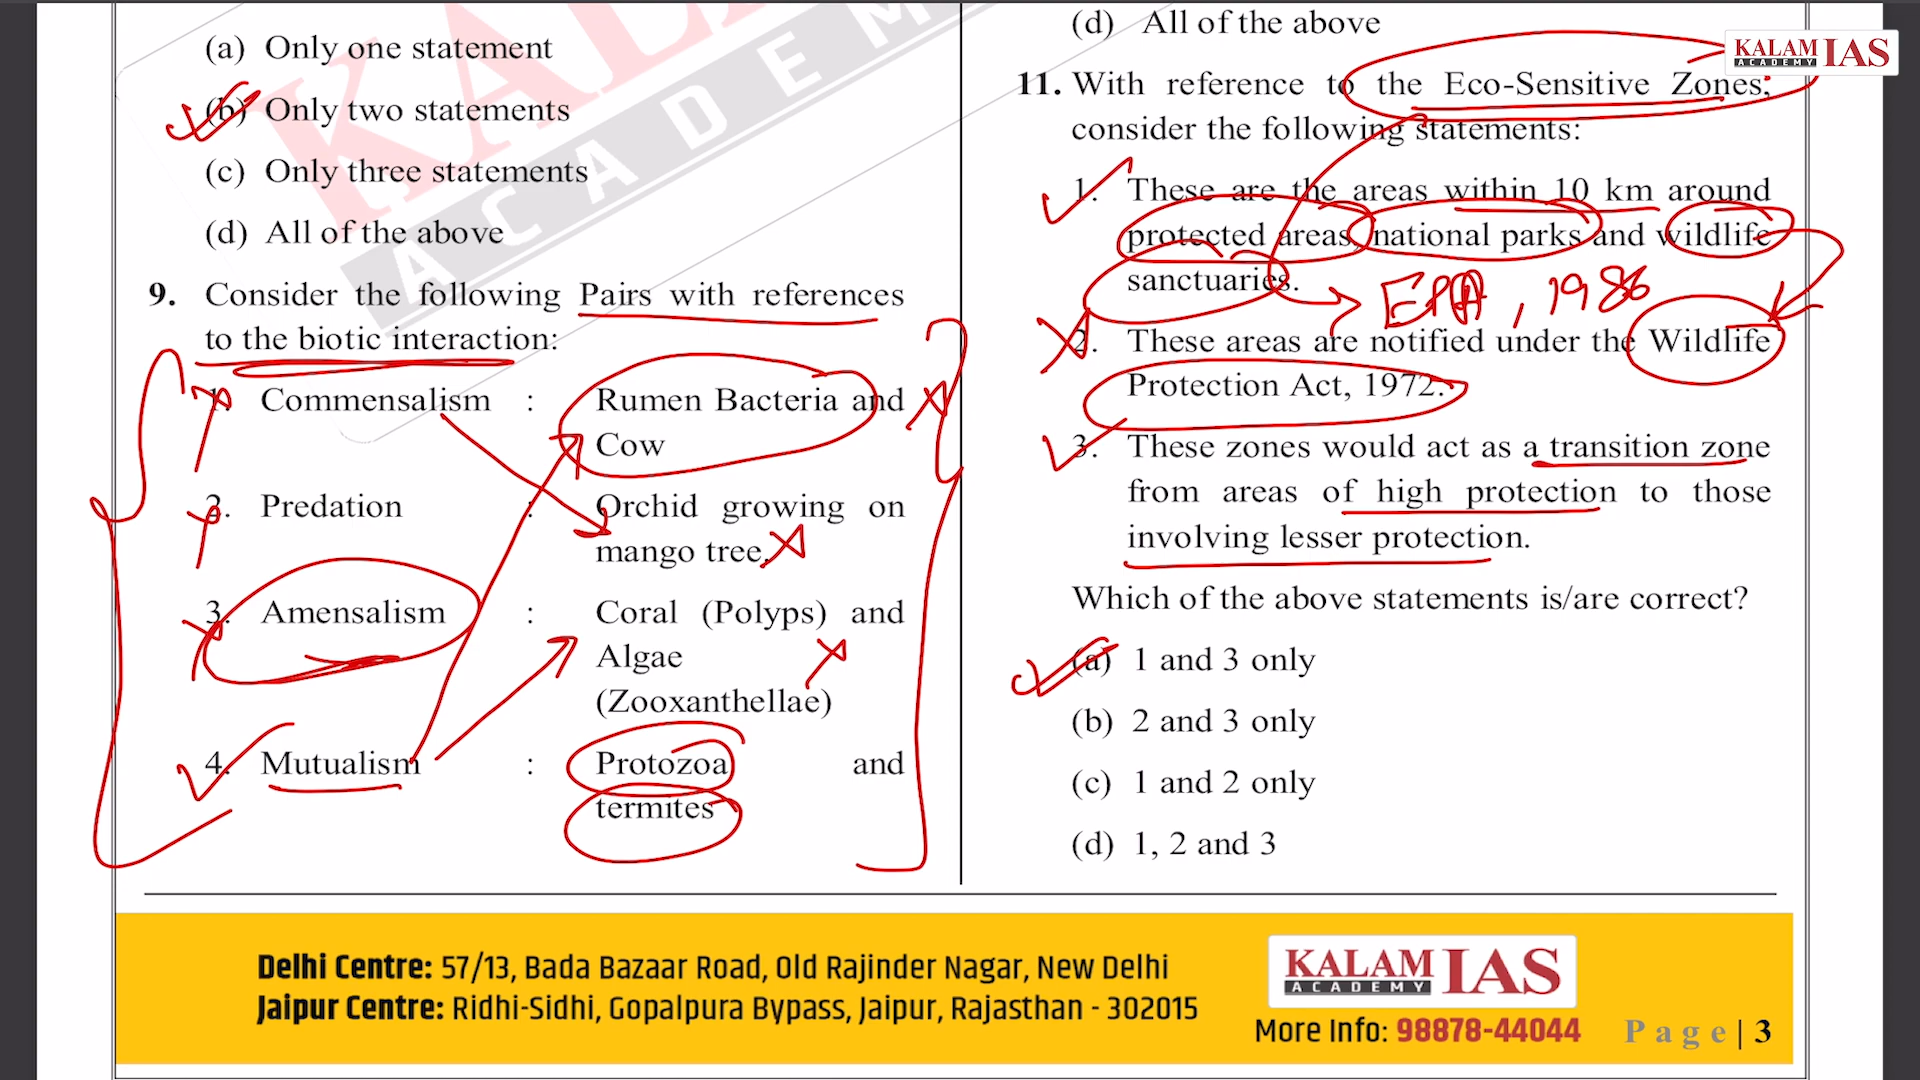 (a) Only one statement
(b) Only two statements
(c) Only three statements
(d) All of the above
9. Consider the following Pairs with references
to the biotic interaction:
1. Commensalism : Rumen Bacteria and
Cow
2. Predation : Orchid growing on
mango tree.
3. Amensalism : Coral (Polyps) and
Algae
(Zooxanthellae)
4. Mutualism : Protozoa and
termites
(d) All of the above
11. With reference to the Eco-Sensitive Zones;
consider the following statements:
1. These are the areas within 10 km around
protected areas, national parks and wildlife
sanctuaries.
EPA, 1986
2. These areas are notified under the Wildlife
Protection Act, 1972.
3. These zones would act as a transition zone
from areas of high protection to those
involving lesser protection.
Which of the above statements is/are correct?
(a) 1 and 3 only
(b) 2 and 3 only
(c) 1 and 2 only
(d) 1, 2 and 3
KALAM IAS
ACADEMY
Delhi Centre: 57/13, Bada Bazaar Road, Old Rajinder Nagar, New Delhi
Jaipur Centre: Ridhi-Sidhi, Gopalpura Bypass, Jaipur, Rajasthan - 302015
KALAM IAS
ACADEMY
More Info: 98878-44044
Page | 3